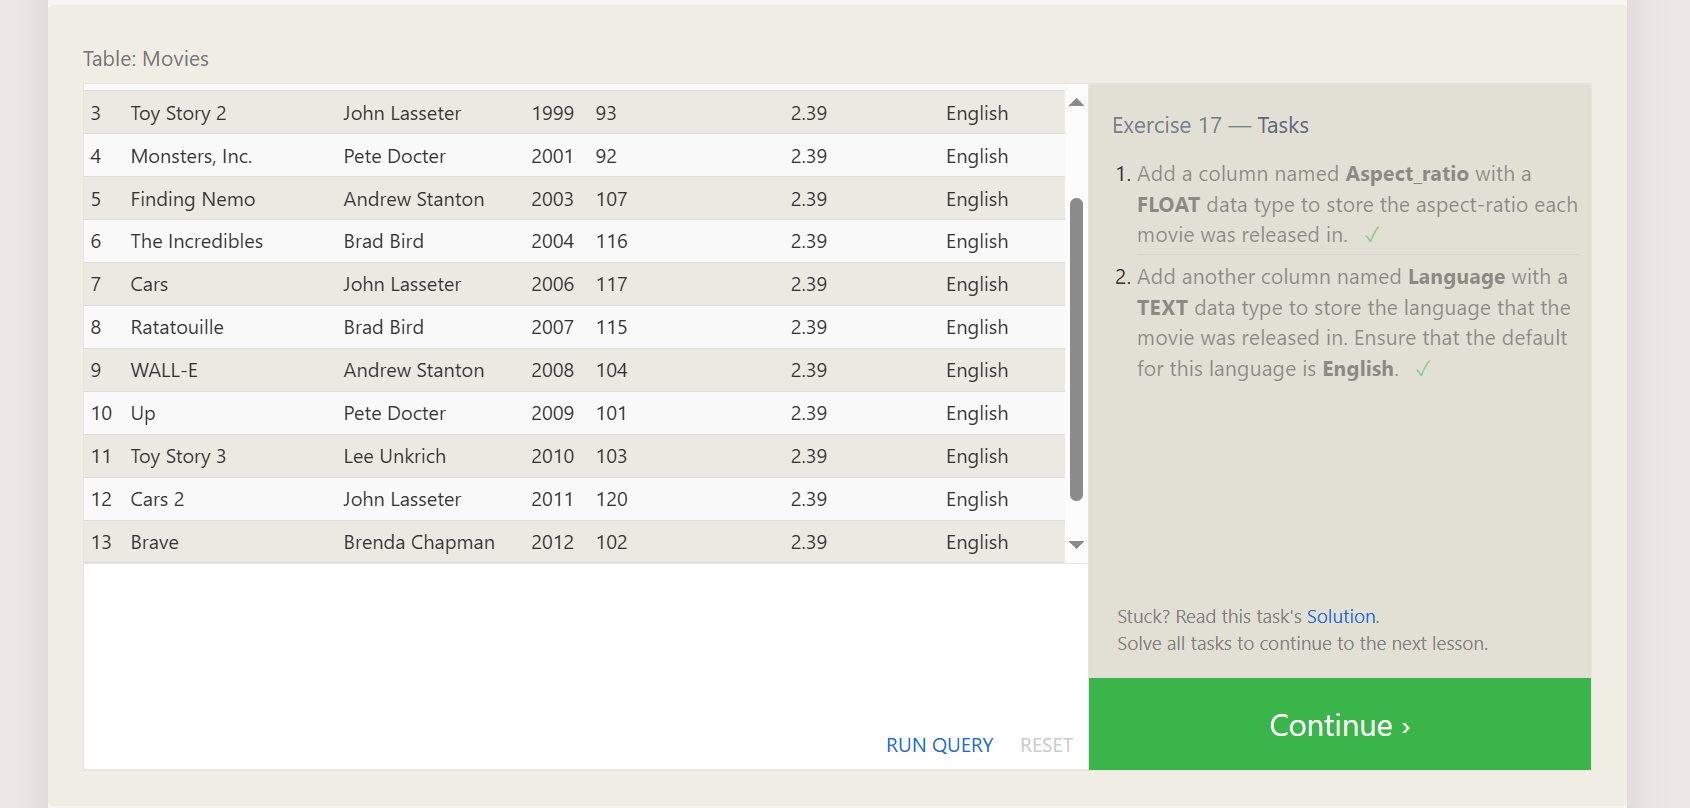 Table: Movies
3 Toy Story 2 John Lasseter 1999 93 2.39 English
4 Monsters, Inc. Pete Docter 2001 92 2.39 English
5 Finding Nemo Andrew Stanton 2003 107 2.39 English
6 The Incredibles Brad Bird 2004 116 2.39 English
7 Cars John Lasseter 2006 117 2.39 English
8 Ratatouille Brad Bird 2007 115 2.39 English
9 WALL-E Andrew Stanton 2008 104 2.39 English
10 Up Pete Docter 2009 101 2.39 English
11 Toy Story 3 Lee Unkrich 2010 103 2.39 English
12 Cars 2 John Lasseter 2011 120 2.39 English
13 Brave Brenda Chapman 2012 102 2.39 English
RUN QUERY RESET
Exercise 17 — Tasks
1. Add a column named Aspect_ratio with a
FLOAT data type to store the aspect-ratio each
movie was released in. ✓
2. Add another column named Language with a
TEXT data type to store the language that the
movie was released in. Ensure that the default
for this language is English. ✓
Stuck? Read this task's Solution.
Solve all tasks to continue to the next lesson.
Continue ›